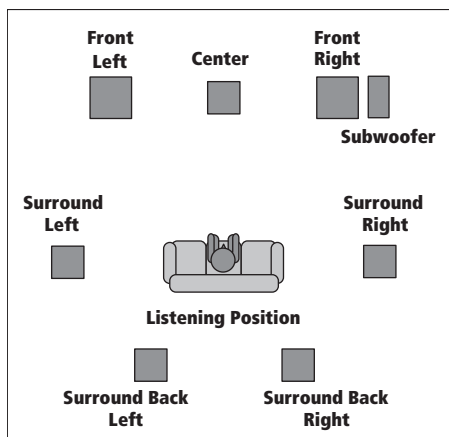 Front
Left
Center
Front
Right
Subwoofer
Surround
Left
Surround
Right
Listening Position
Surround Back
Left
Surround Back
Right